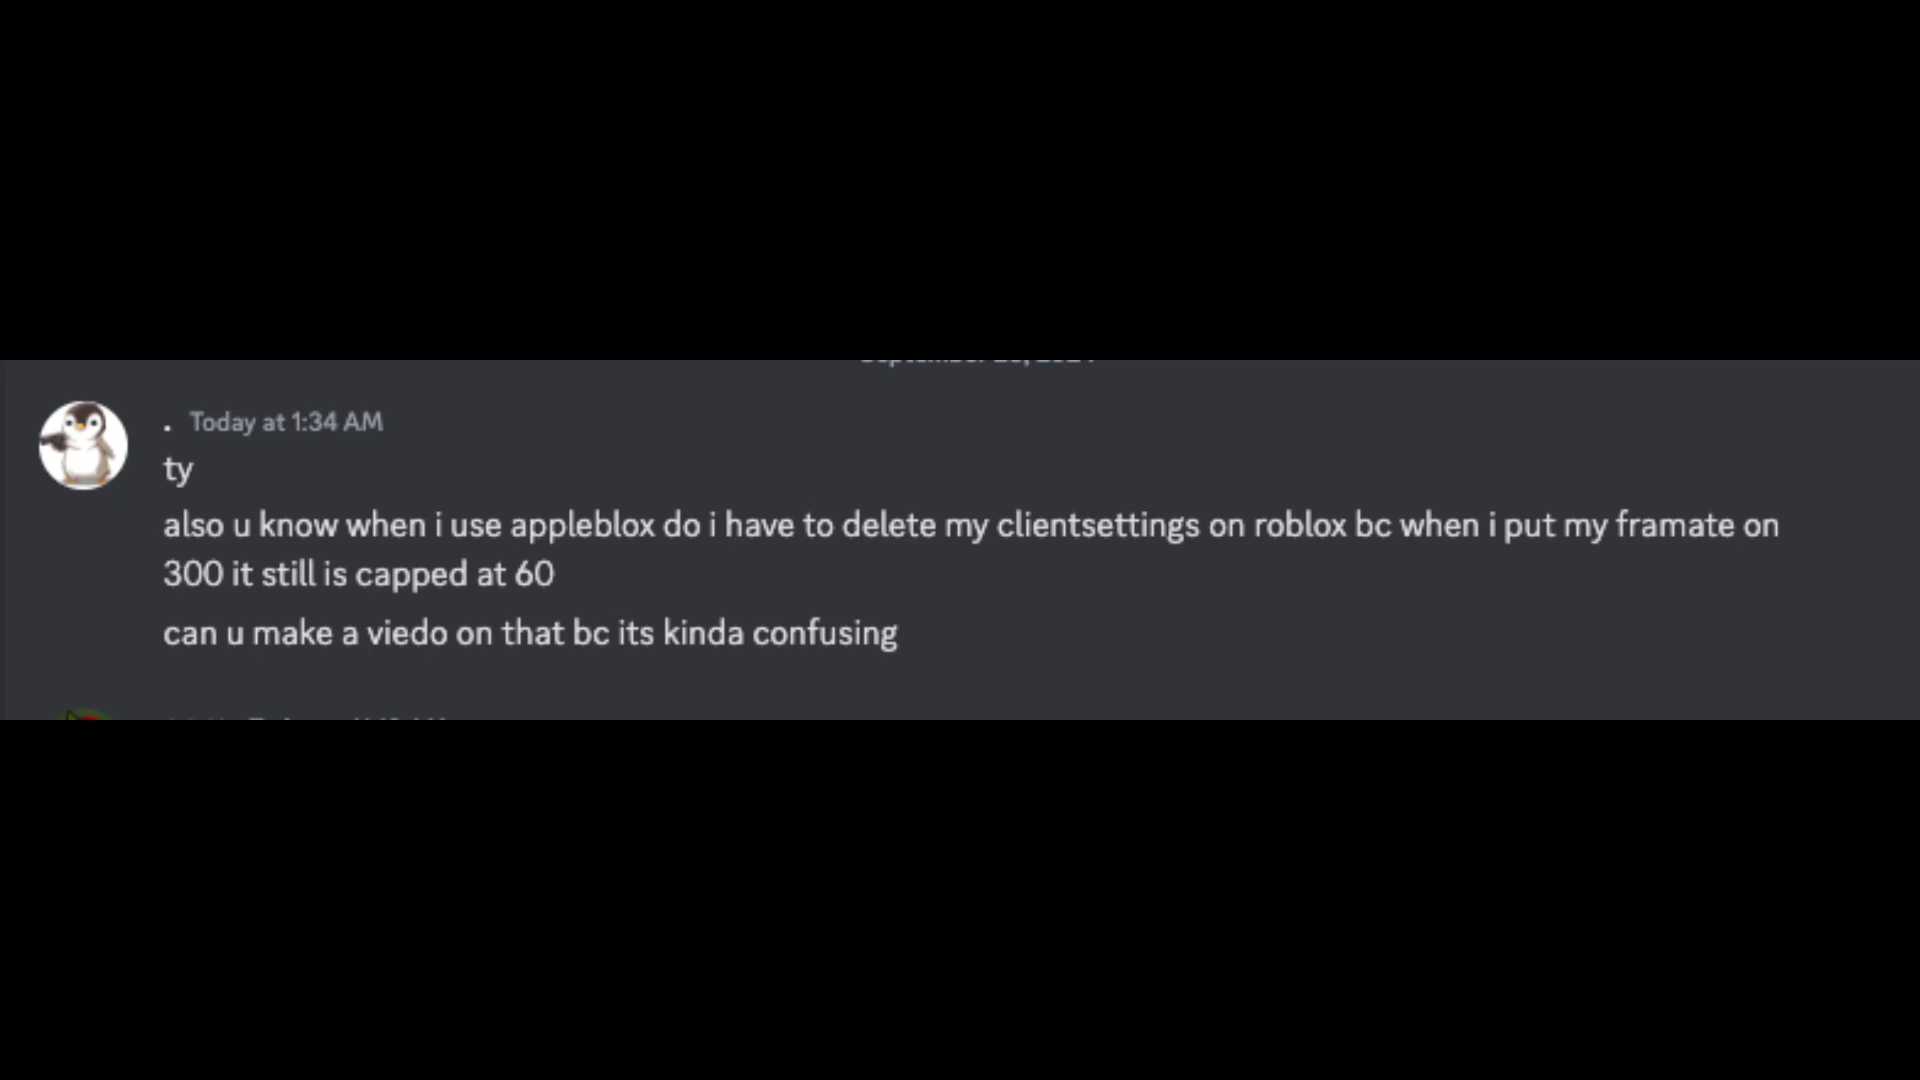 . Today at 1:34 AM
ty
also u know when i use appleblox do i have to delete my clientsettings on roblox bc when i put my framate on
300 it still is capped at 60
can u make a viedo on that bc its kinda confusing